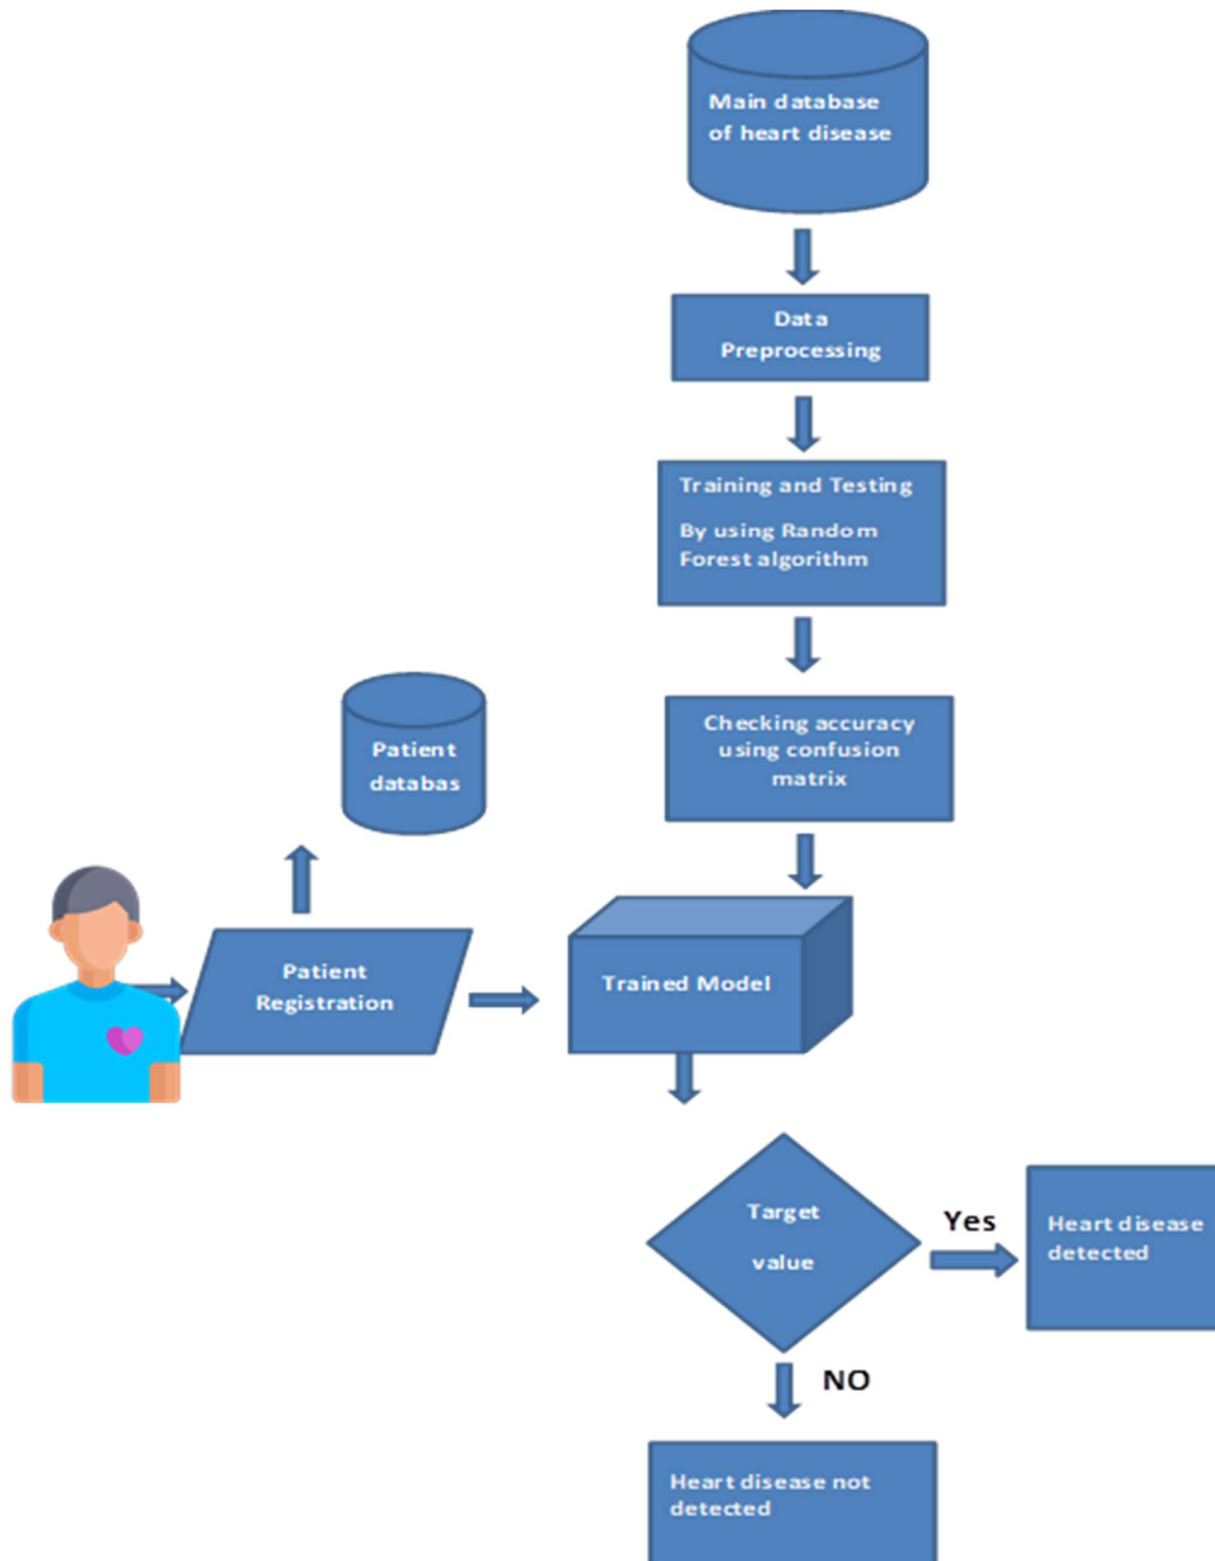 Main database
of heart disease
Data
Preprocessing
Training and Testing
By using Random
Forest algorithm
Checking accuracy
using confusion
matrix
Patient
databas
Patient
Registration
Trained Model
Target
value
Yes
Heart disease
detected
NO
Heart disease not
detected